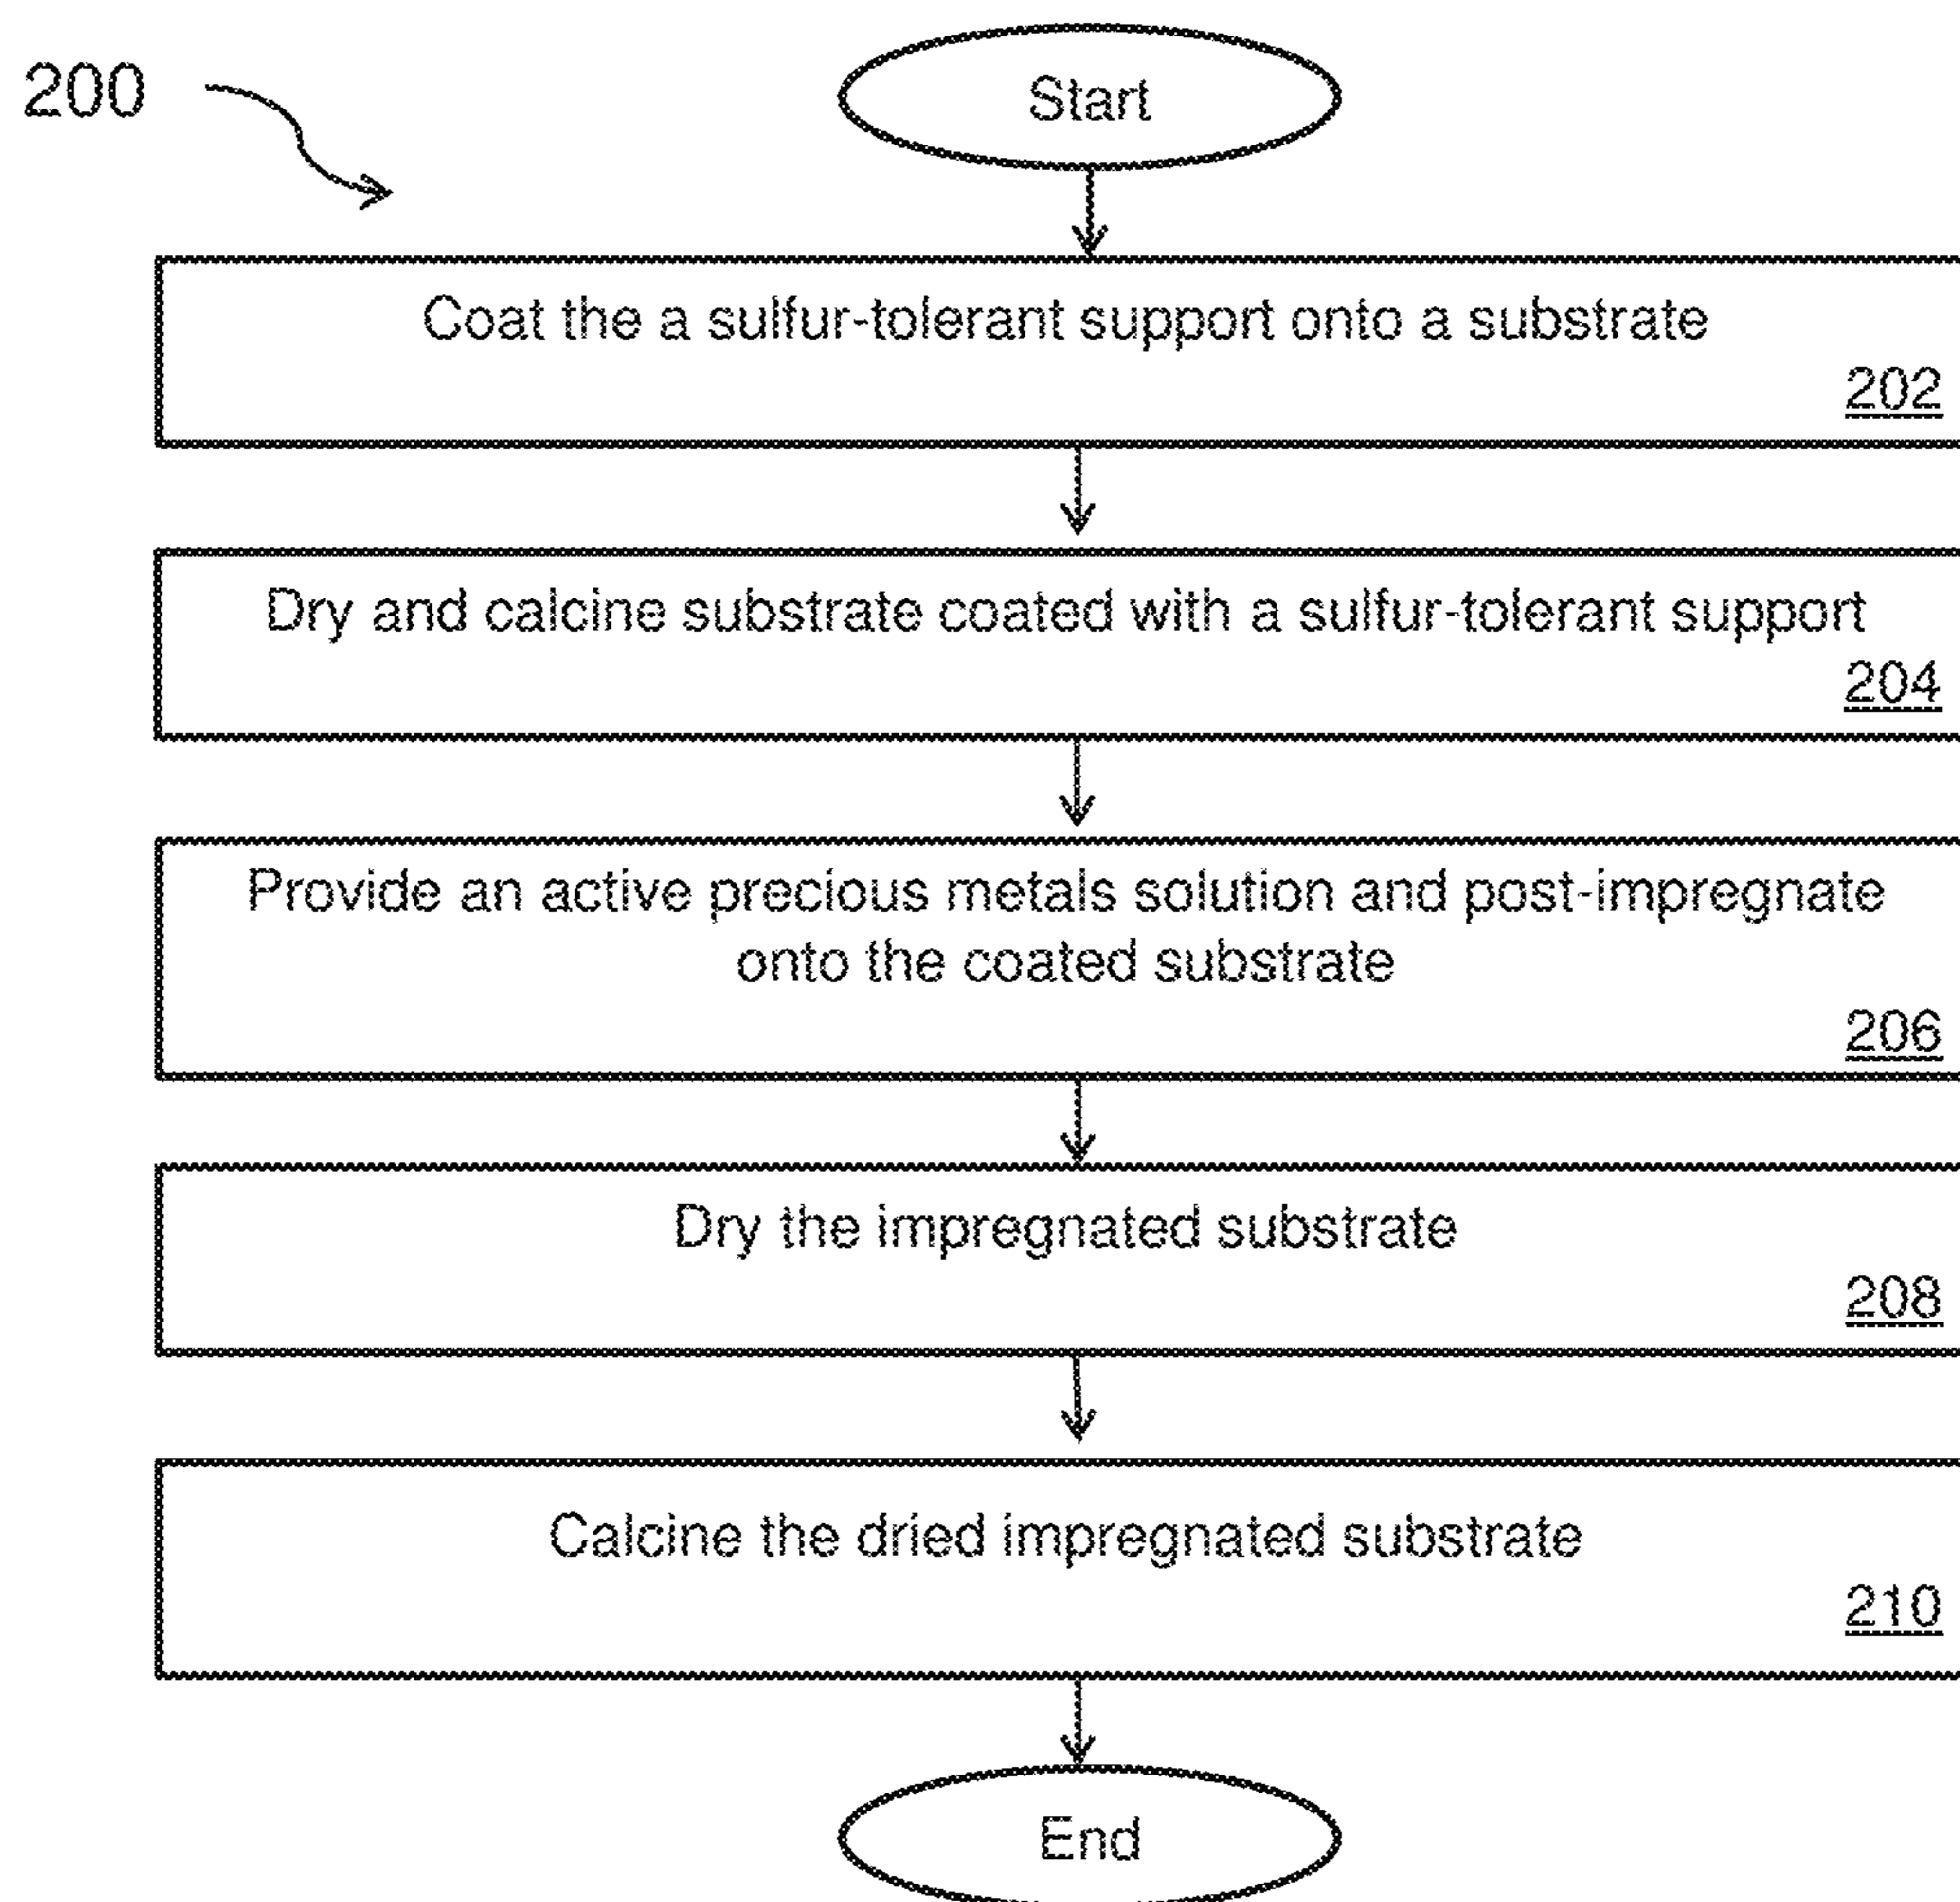 200
Start
Coat the a sulfur-tolerant support onto a substrate
202
Dry and calcine substrate coated with a sulfur-tolerant support
204
Provide an active precious metals solution and post-impregnate
onto the coated substrate
206
Dry the impregnated substrate
208
Calcine the dried impregnated substrate
210
End